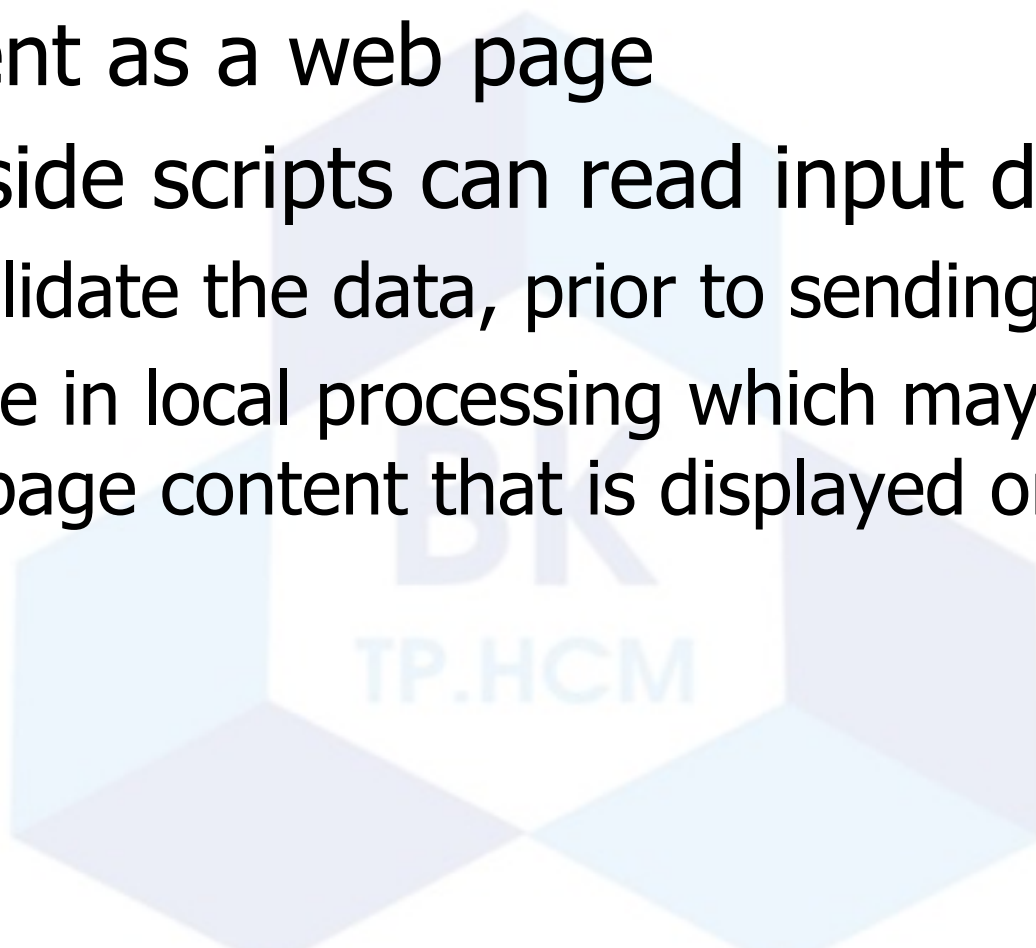 ent as a web page
side scripts can read input d
lidate the data, prior to sending
e in local processing which may
page content that is displayed o
BK
TP.HCM